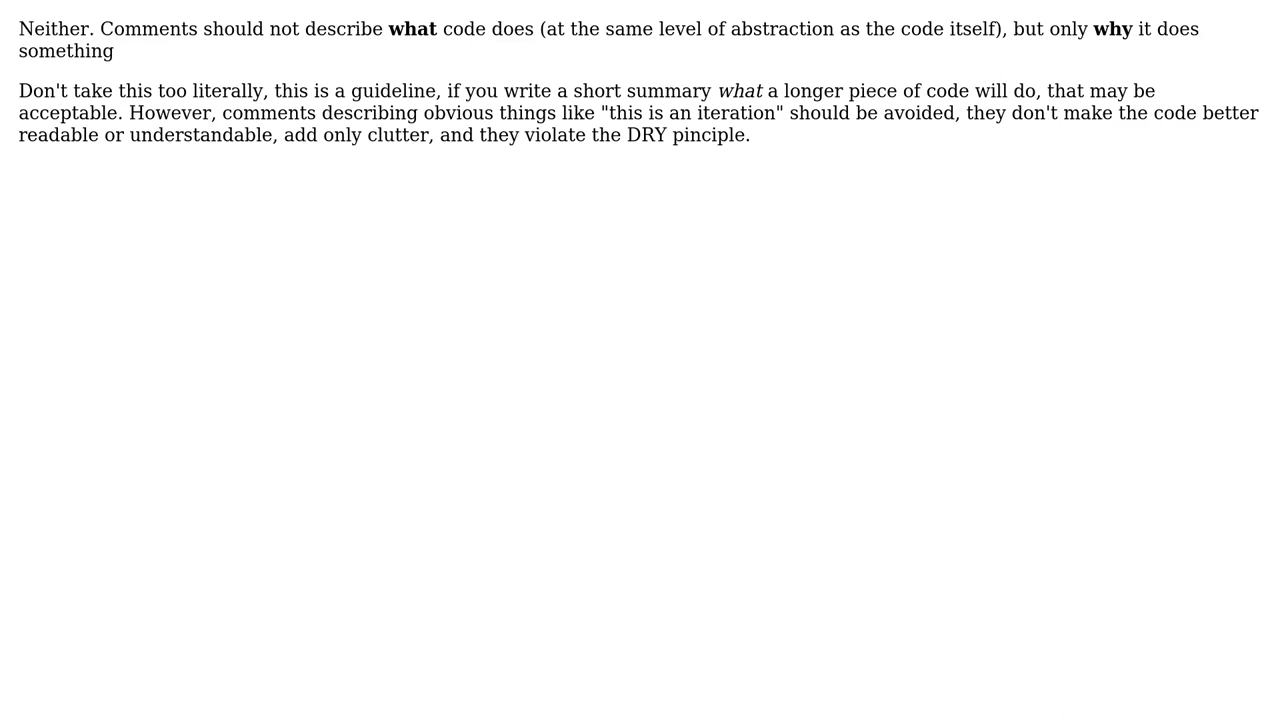 Neither. Comments should not describe what code does (at the same level of abstraction as the code itself), but only why it does
something
Don't take this too literally, this is a guideline, if you write a short summary what a longer piece of code will do, that may be
acceptable. However, comments describing obvious things like "this is an iteration" should be avoided, they don't make the code better
readable or understandable, add only clutter, and they violate the DRY pinciple.